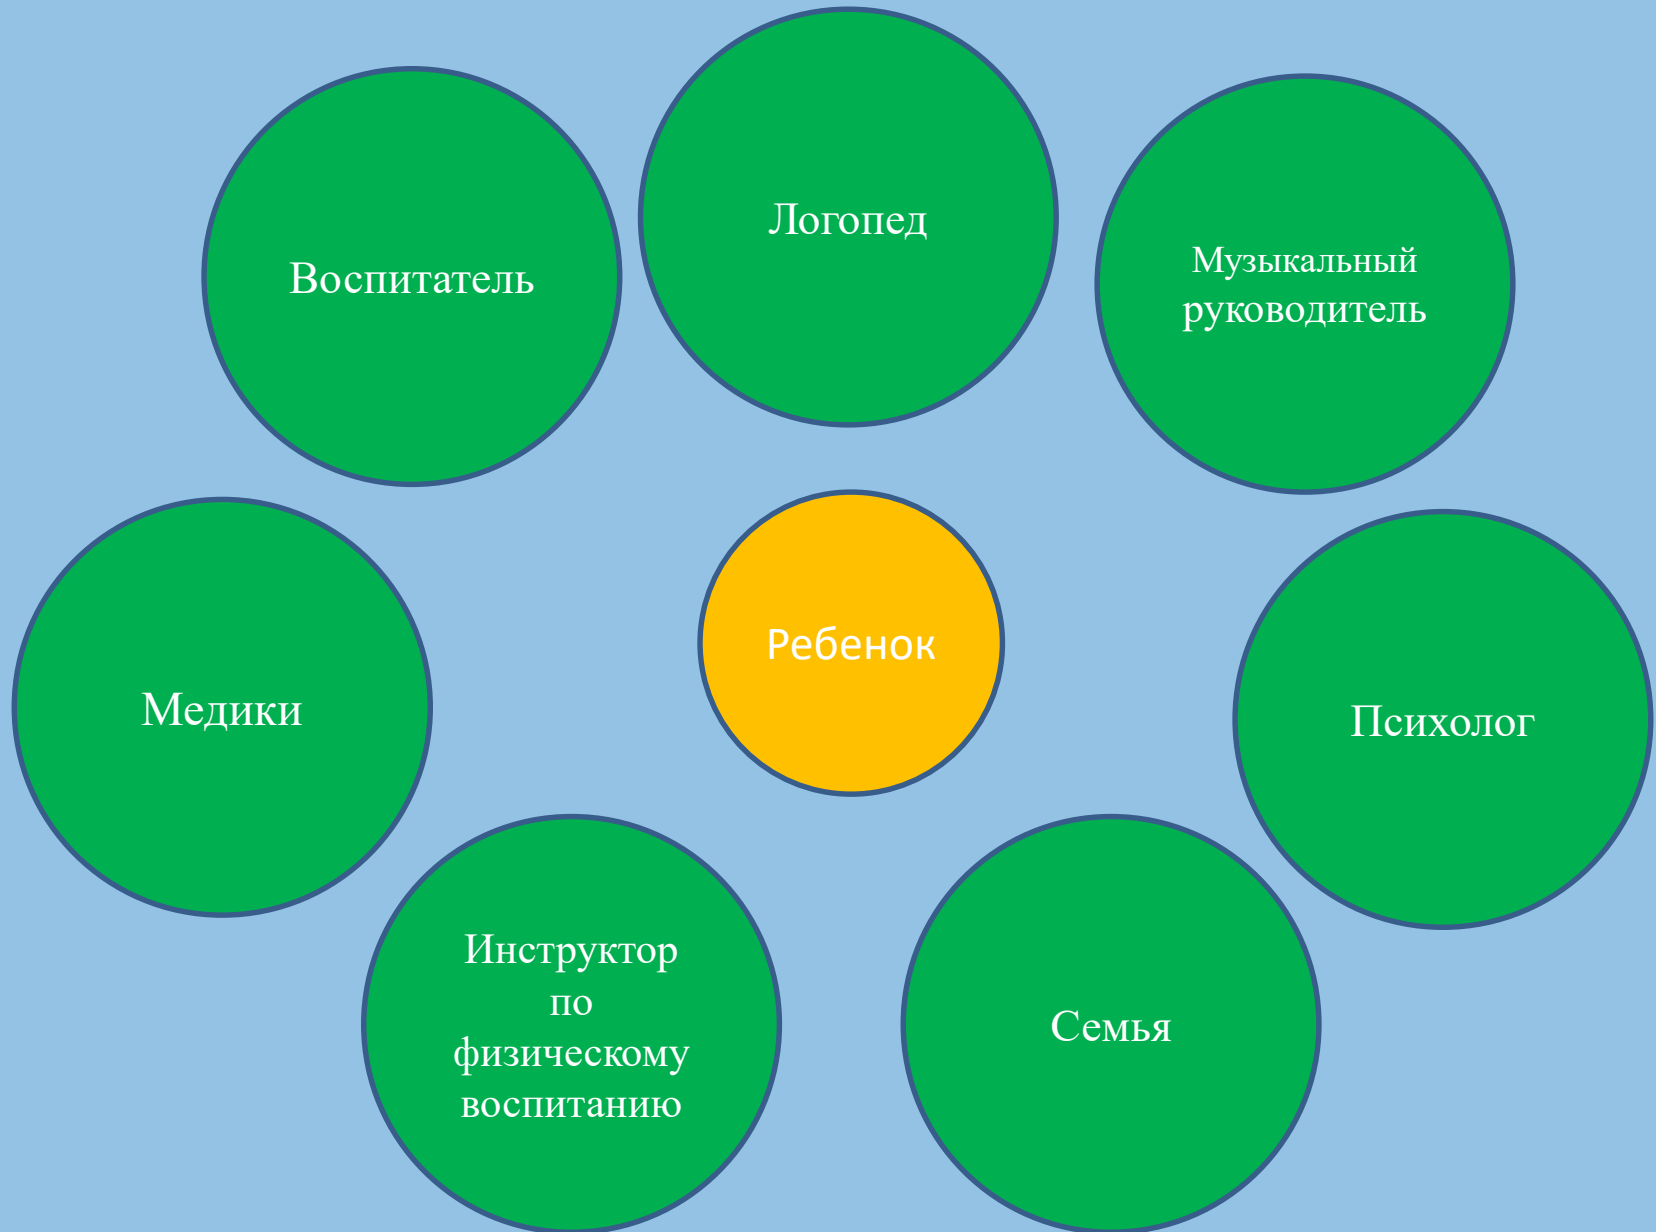 Логопед
Воспитатель
Музыкальный
руководитель
Ребенок
Медики
Психолог
Инструктор
по
физическому
воспитанию
Семья